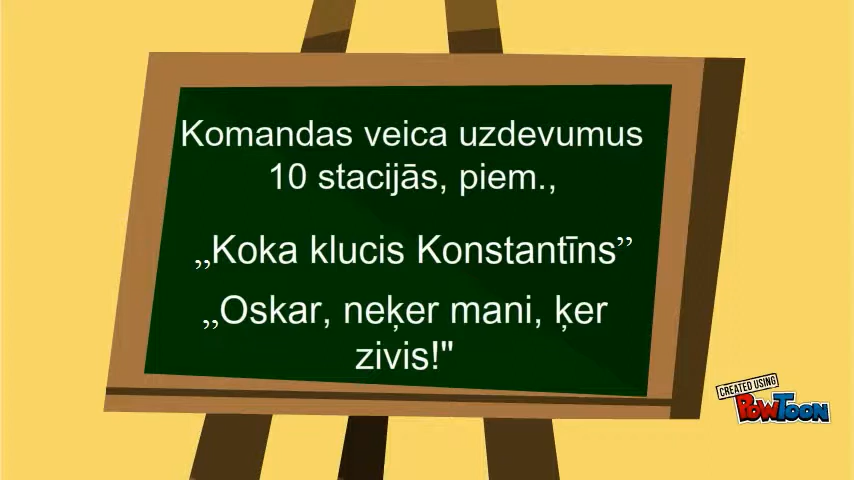 Komandas veica uzdevumus
10 stacijās, piem.,
„Koka klucis Konstantīns”
„Oskar, neķer mani, ķer
zivis!"
CREATED USING
PowToon